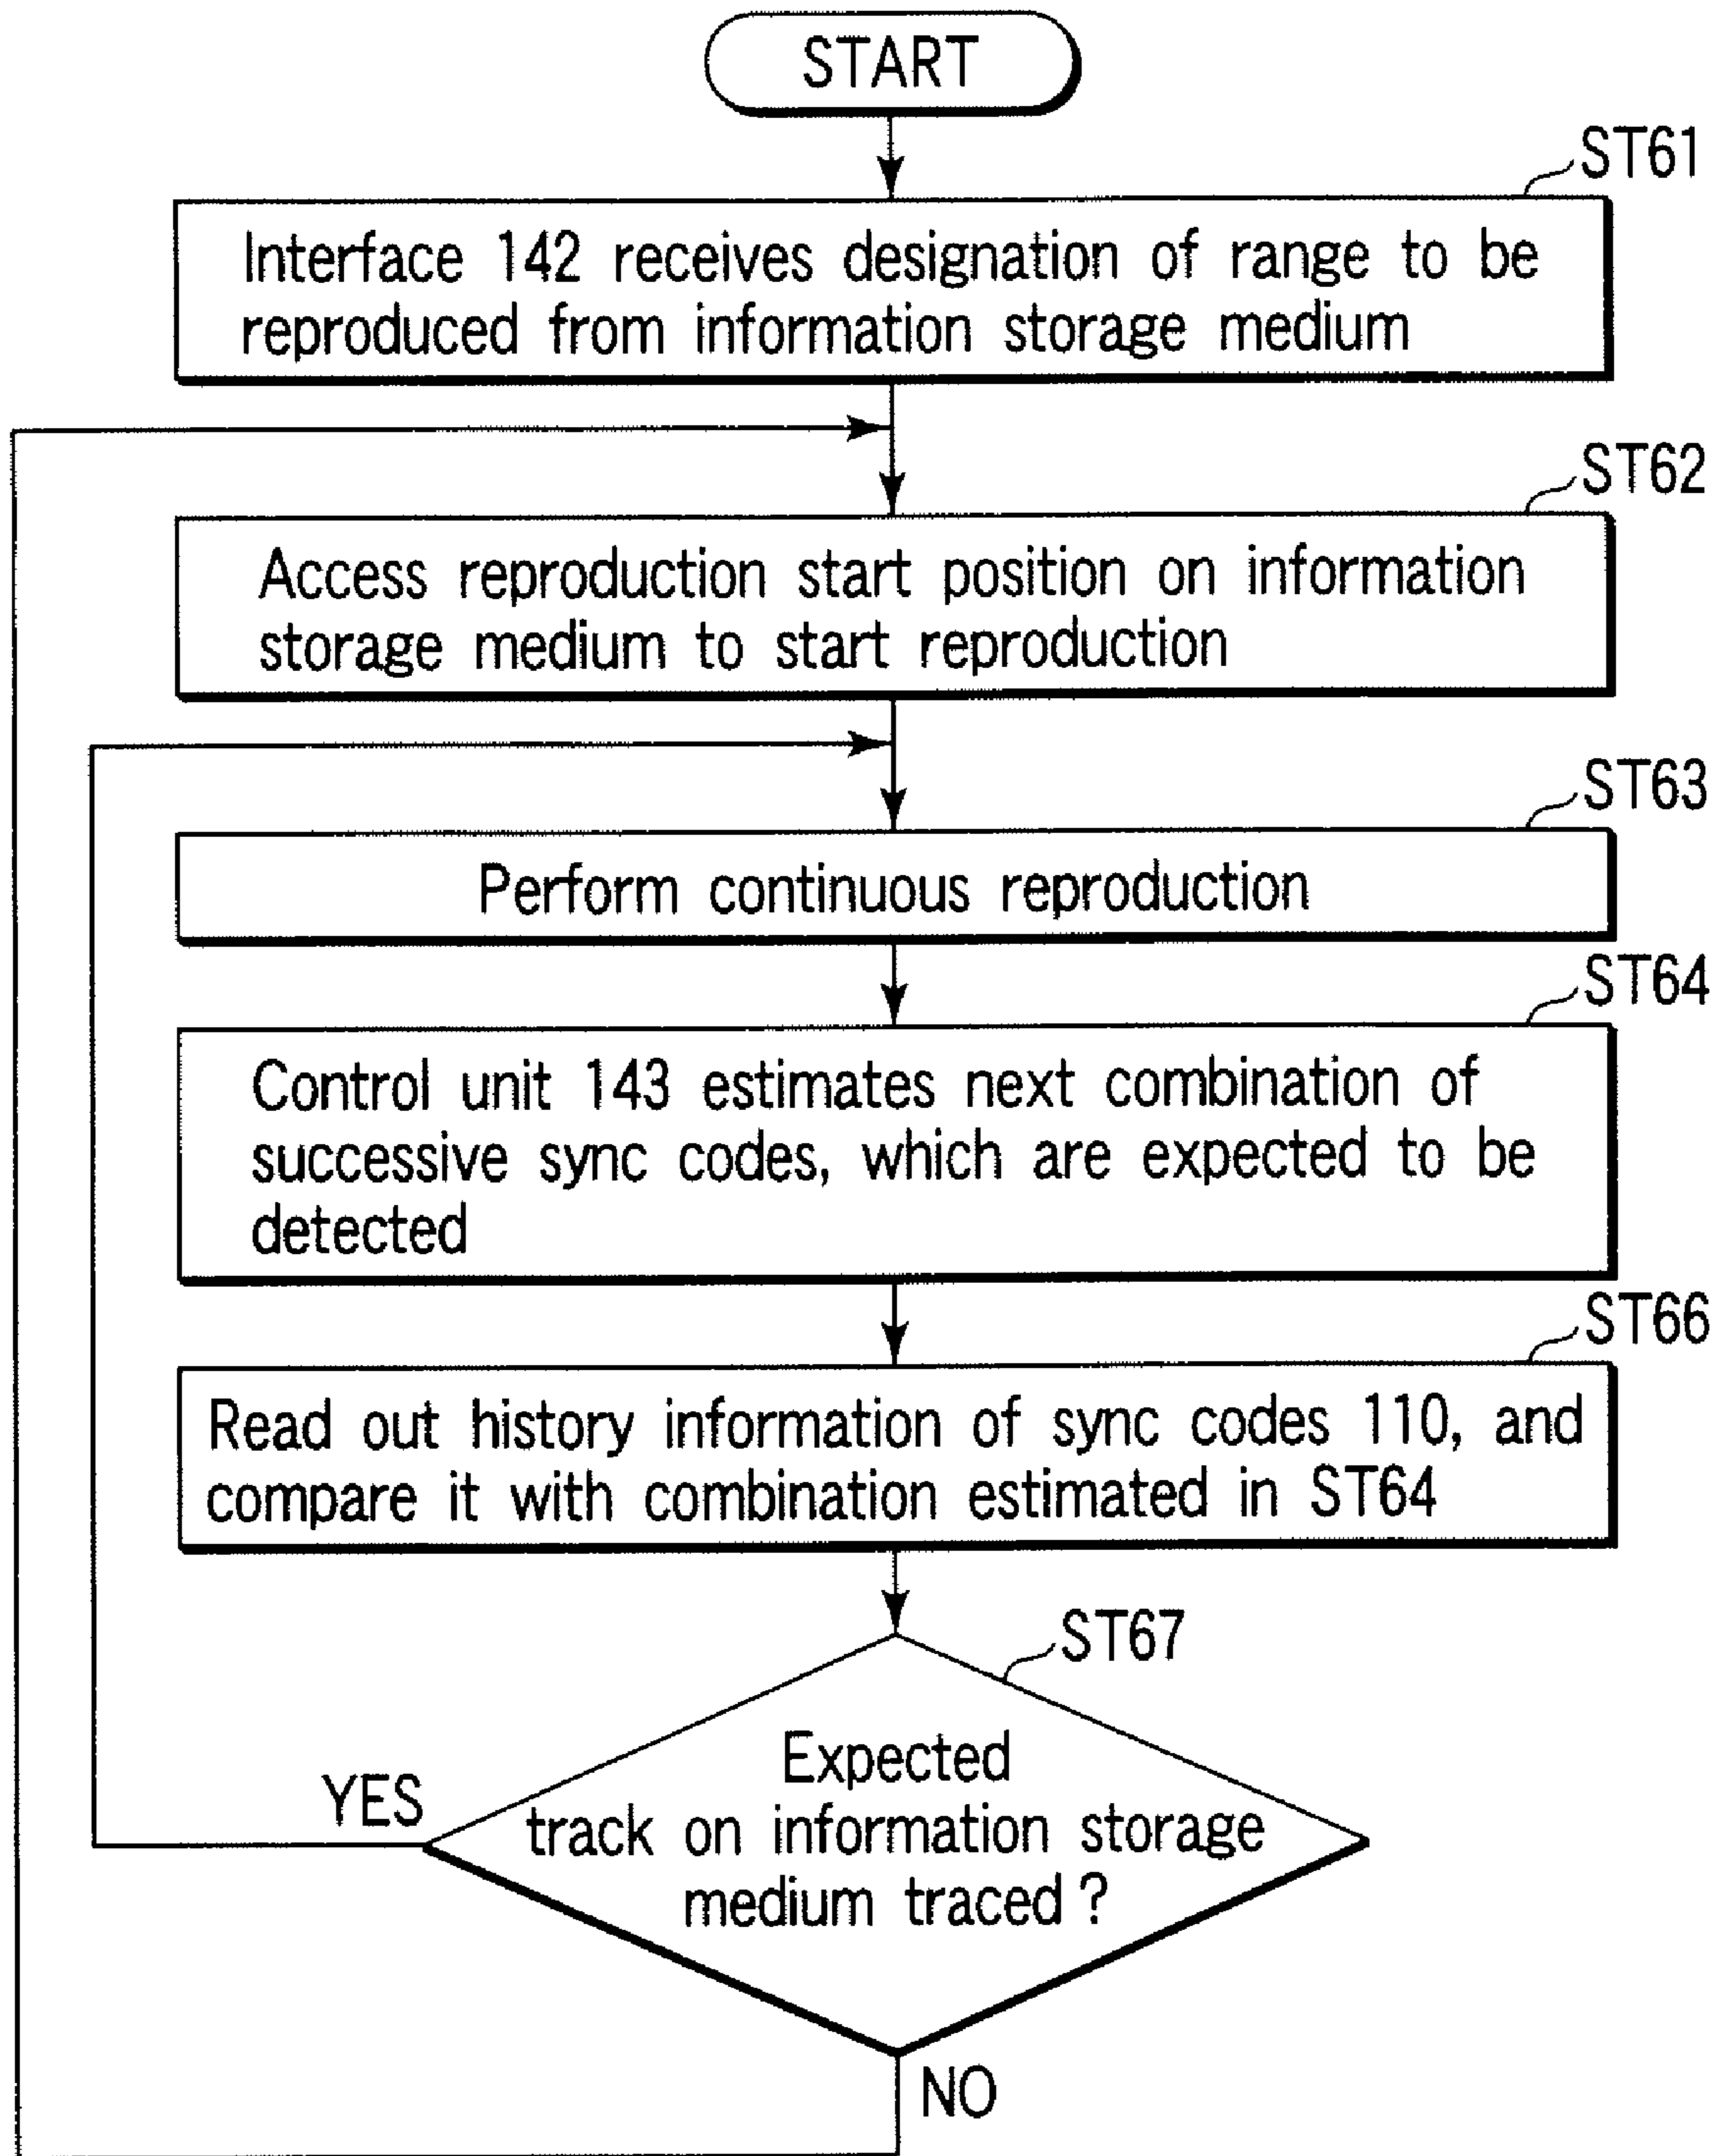 START
ST61
Interface 142 receives designation of range to be
reproduced from information storage medium
ST62
Access reproduction start position on information
storage medium to start reproduction
ST63
Perform continuous reproduction
ST64
Control unit 143 estimates next combination of
successive sync codes, which are expected to be
detected
ST66
Read out history information of sync codes 110, and
compare it with combination estimated in ST64
ST67
Expected
track on information storage
medium traced ?
YES
NO